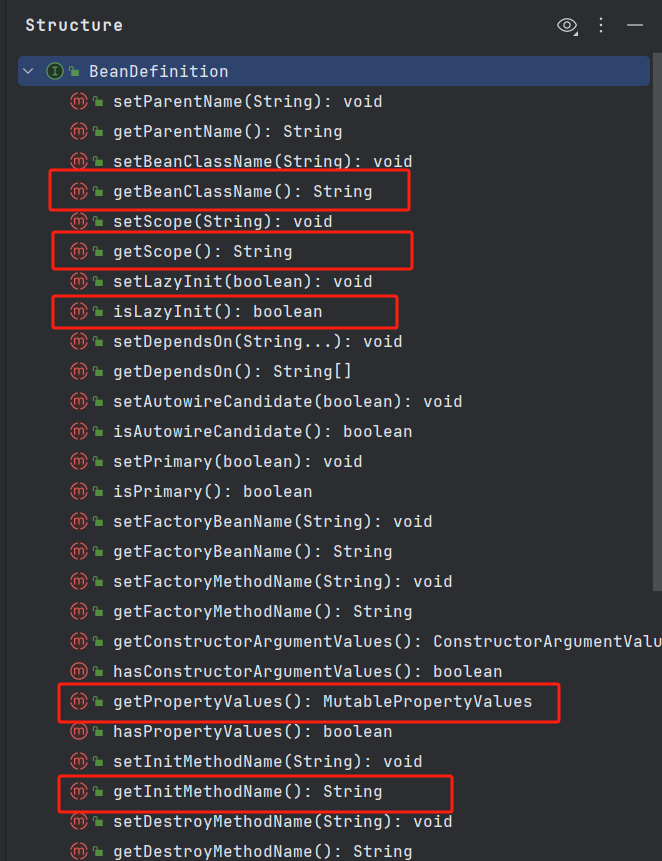 Structure
I BeanDefinition
m setParentName(String): void
m getParentName(): String
m setBeanClassName(String): void
m getBeanClassName(): String
m setScope(String): void
m getScope(): String
m setLazyInit(boolean): void
m isLazyInit(): boolean
m setDependsOn(String...): void
m getDependsOn(): String[]
m setAutowireCandidate(boolean): void
m isAutowireCandidate(): boolean
m setPrimary(boolean): void
m isPrimary(): boolean
m setFactoryBeanName(String): void
m getFactoryBeanName(): String
m setFactoryMethodName(String): void
m getFactoryMethodName(): String
m getConstructorArgumentValues(): ConstructorArgumentValu
m hasConstructorArgumentValues(): boolean
m getPropertyValues(): MutablePropertyValues
m hasPropertyValues(): boolean
m setInitMethodName(String): void
m getInitMethodName(): String
m setDestroyMethodName(String): void
m getDestroyMethodName(): String